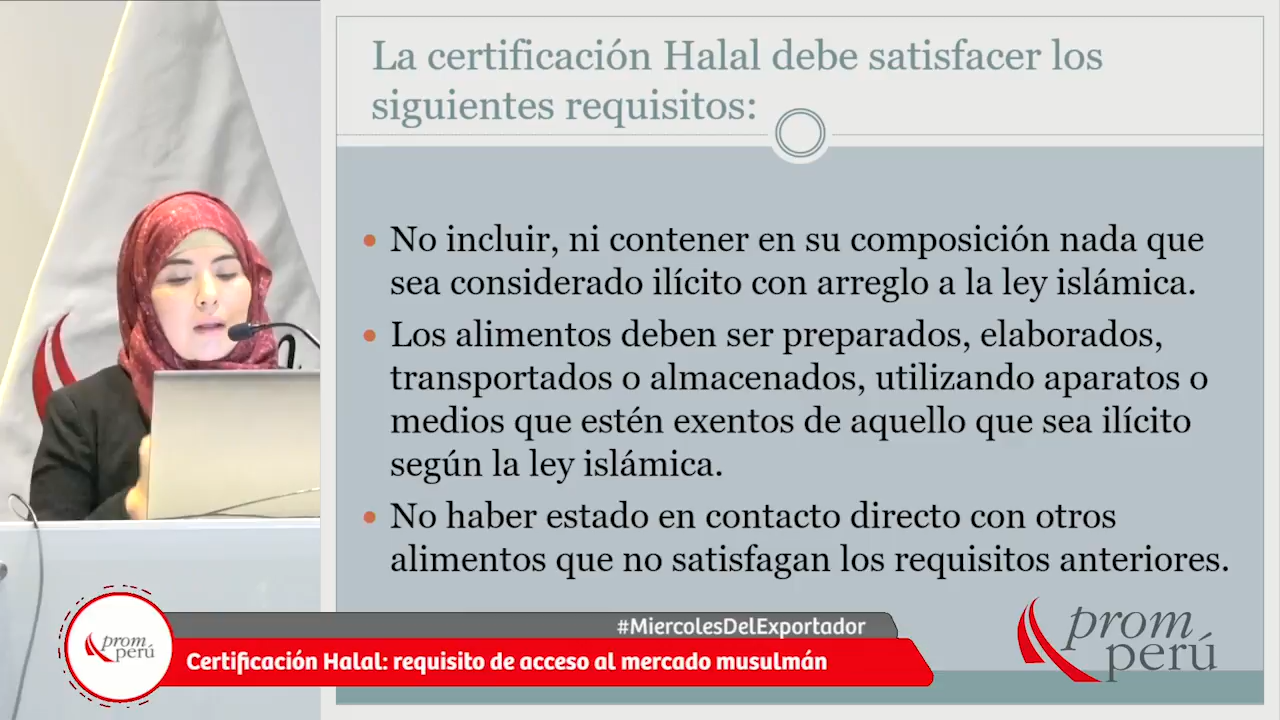 La certificación Halal debe satisfacer los
siguientes requisitos:
No incluir, ni contener en su composición nada que
sea considerado ilícito con arreglo a la ley islámica.
Los alimentos deben ser preparados, elaborados,
transportados o almacenados, utilizando aparatos o
medios que estén exentos de aquello que sea ilícito
según la ley islámica.
No haber estado en contacto directo con otros
alimentos que no satisfagan los requisitos anteriores.
#MiercolesDelExportador
Certificación Halal: requisito de acceso al mercado musulmán
prom
perú
prom
perú